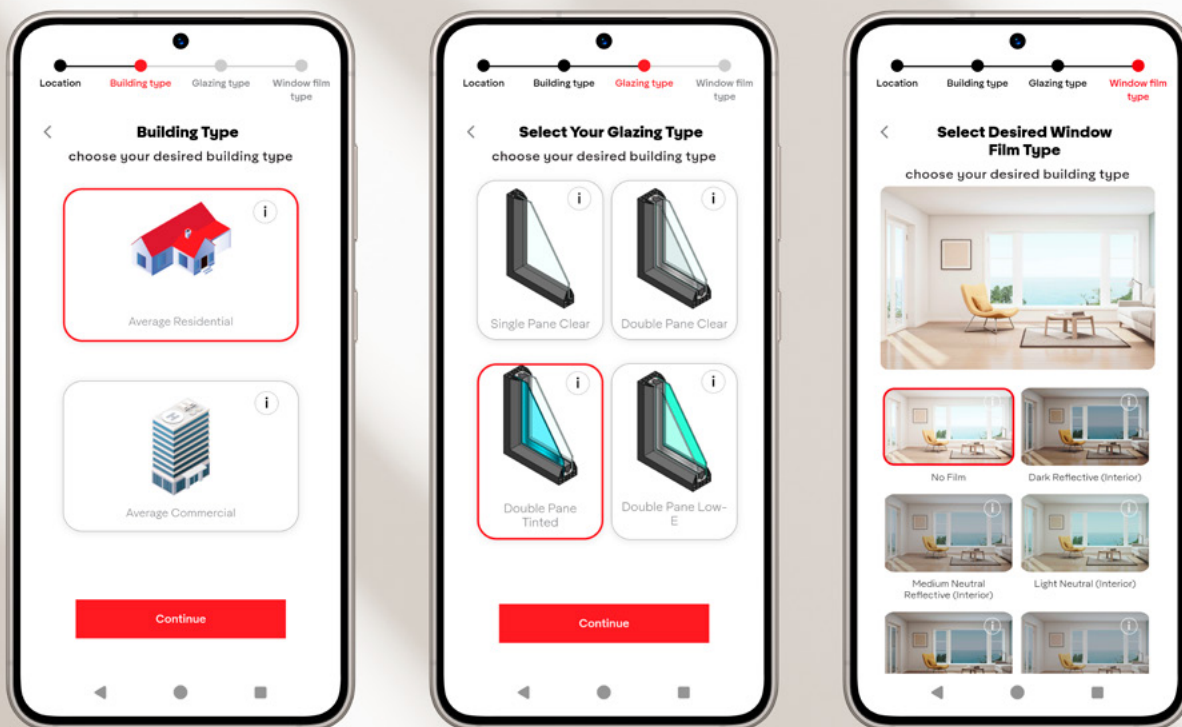 Location
Building type
Glazing type
Window film
type
Building Type
choose your desired building type
i
Average Residential
i
Average Commercial
Continue
Location
Building type
Glazing type
Window film
type
Select Your Glazing Type
choose your desired building type
i
Single Pane Clear
i
Double Pane Clear
i
Double Pane
Tinted
i
Double Pane Low-
E
Continue
Location
Building type
Glazing type
Window film
type
Select Desired Window
Film Type
choose your desired building type
i
No Film
i
Dark Reflective (Interior)
i
Medium Neutral
Reflective (Interior)
i
Light Neutral (Interior)
i
i